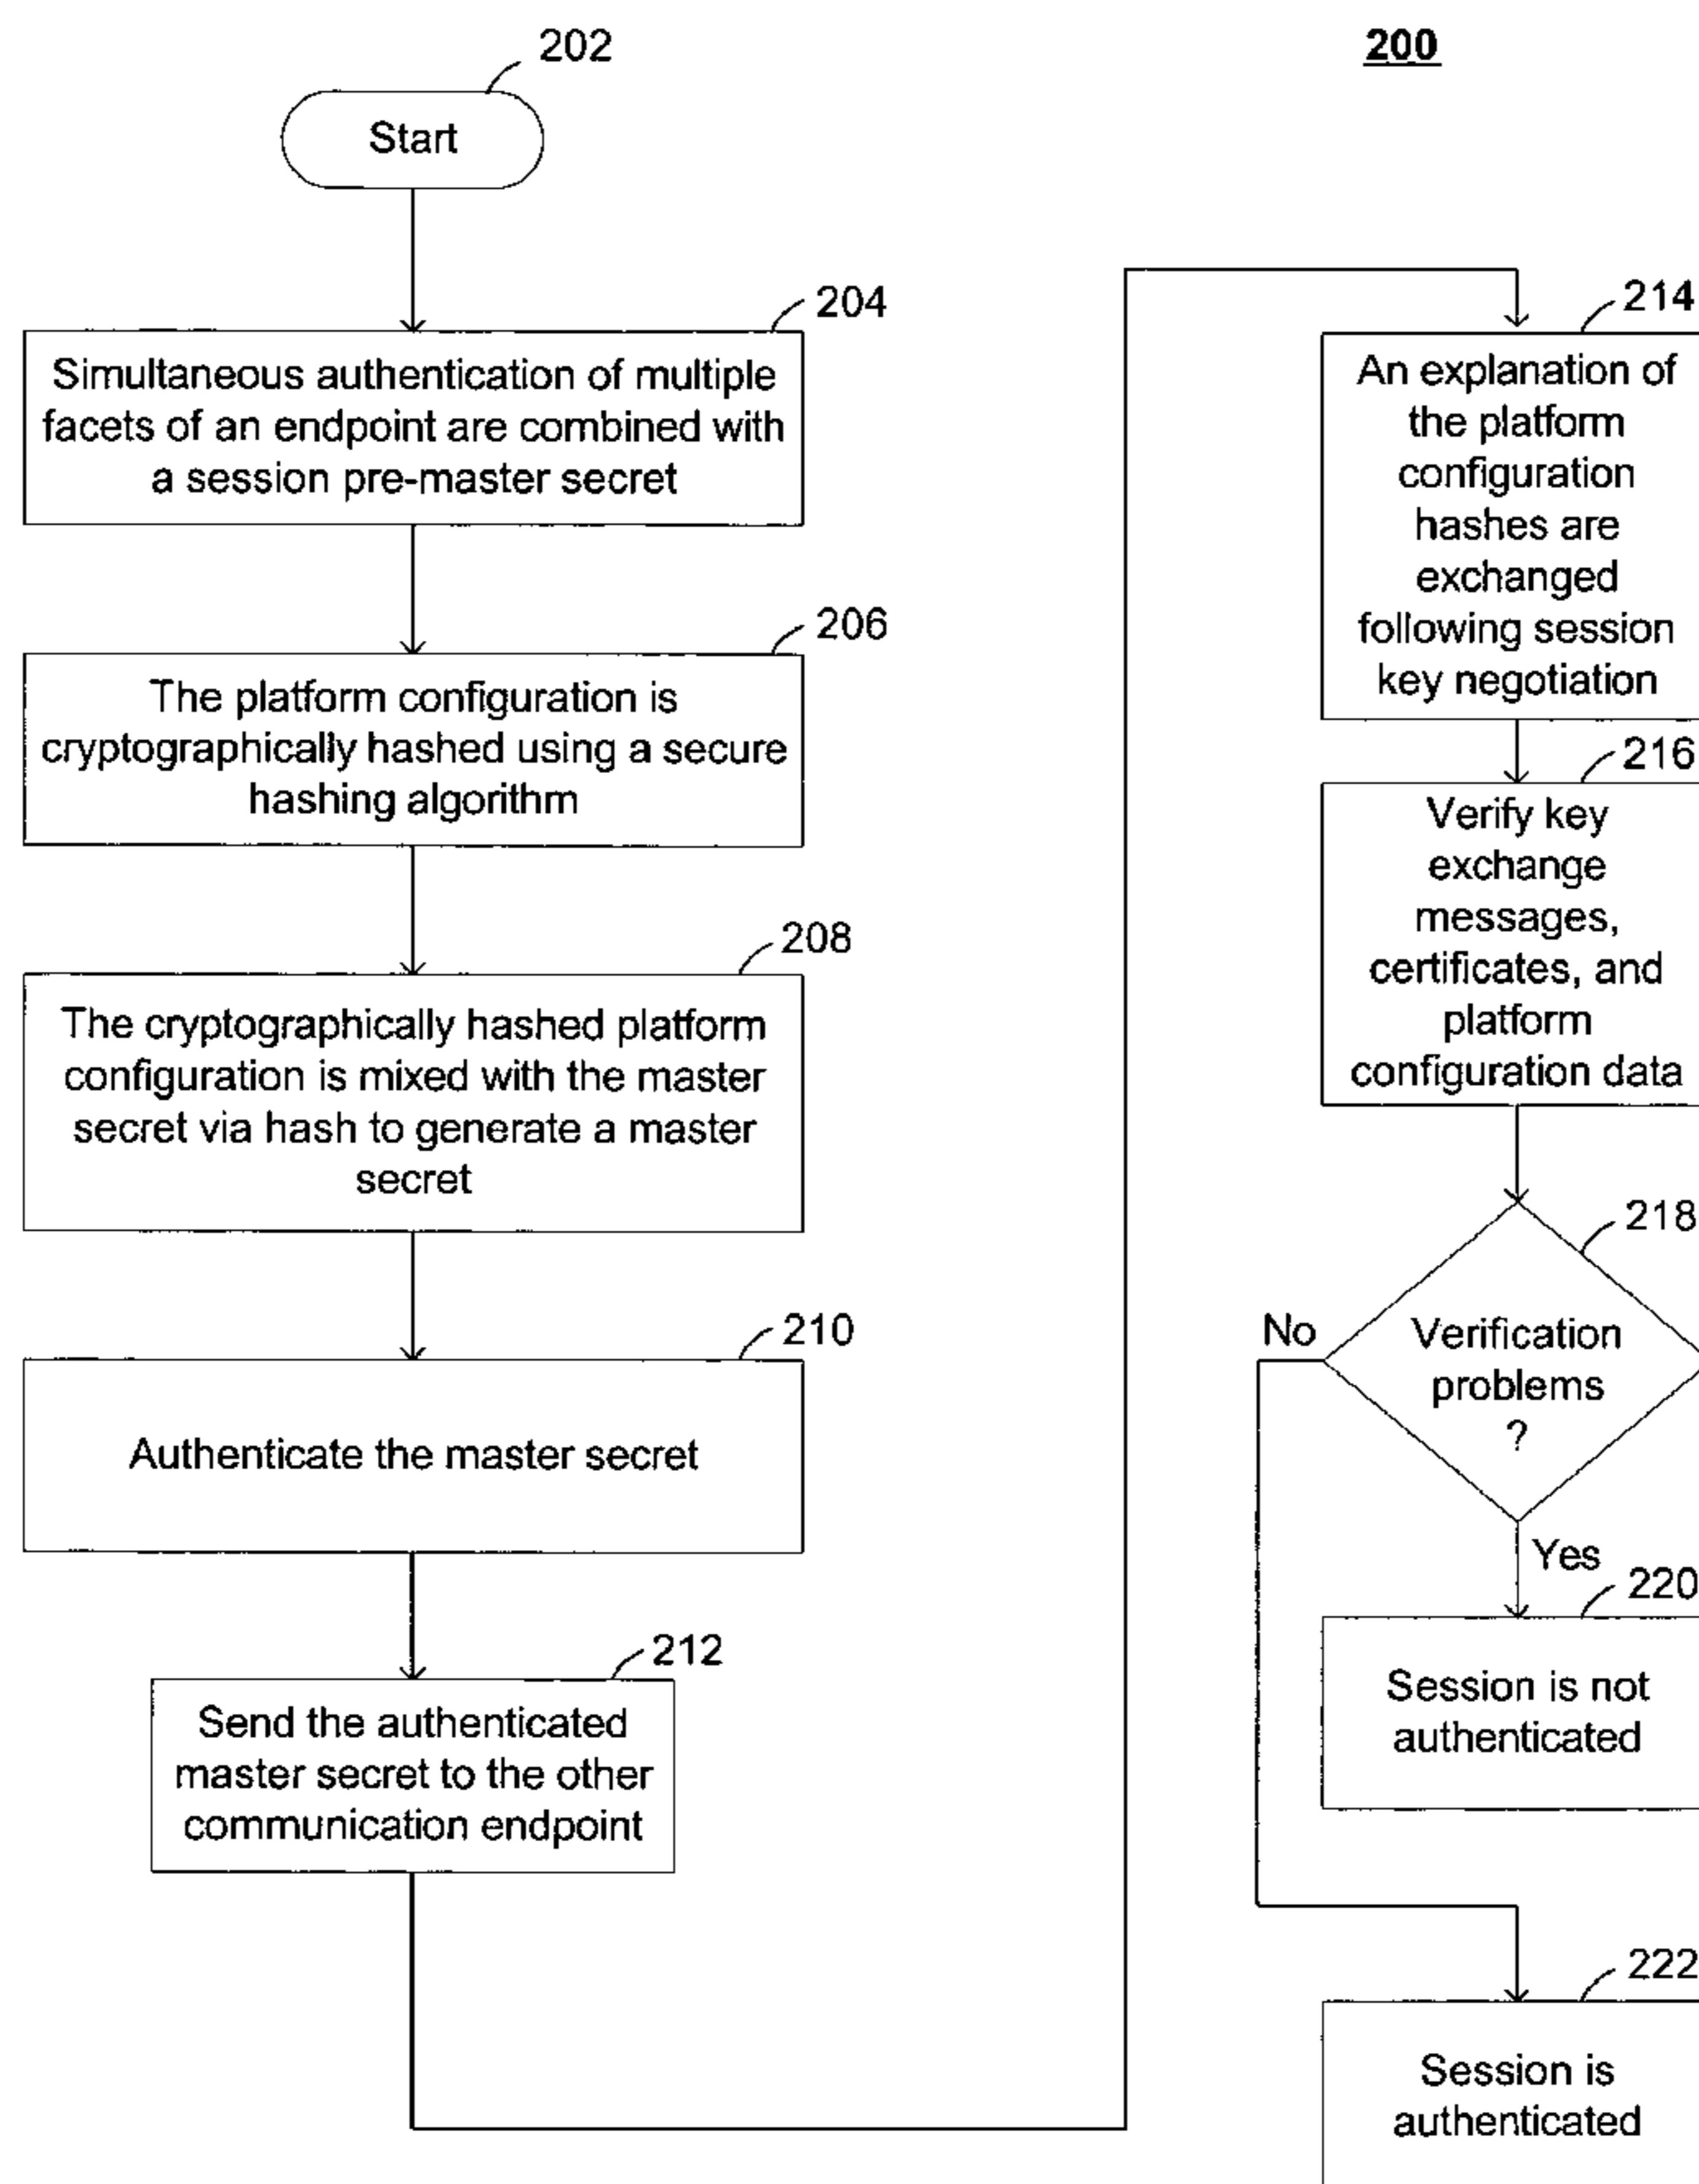 200
202
Start
204
Simultaneous authentication of multiple
facets of an endpoint are combined with
a session pre-master secret
206
The platform configuration is
cryptographically hashed using a secure
hashing algorithm
208
The cryptographically hashed platform
configuration is mixed with the master
secret via hash to generate a master
secret
210
Authenticate the master secret
212
Send the authenticated
master secret to the other
communication endpoint
214
An explanation of
the platform
configuration
hashes are
exchanged
following session
key negotiation
216
Verify key
exchange
messages,
certificates, and
platform
configuration data
218
Verification
problems
?
No
Yes
220
Session is not
authenticated
222
Session is
authenticated